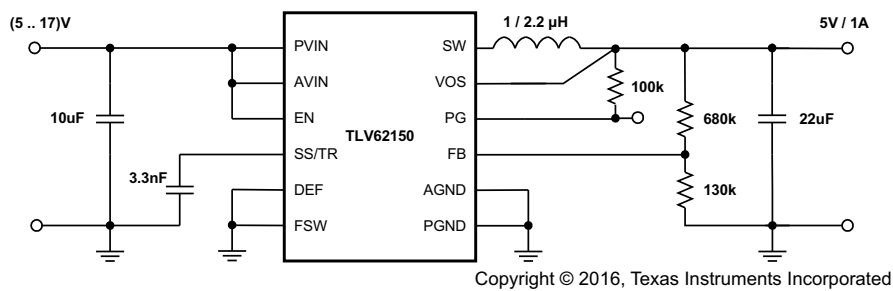 (5 .. 17)V
1 / 2.2 µH
5V / 1A
PVIN
SW
AVIN
VOS
100k
10uF
EN
PG
680k
22uF
TLV62150
SS/TR
FB
3.3nF
DEF
AGND
130k
FSW
PGND
Copyright © 2016, Texas Instruments Incorporated